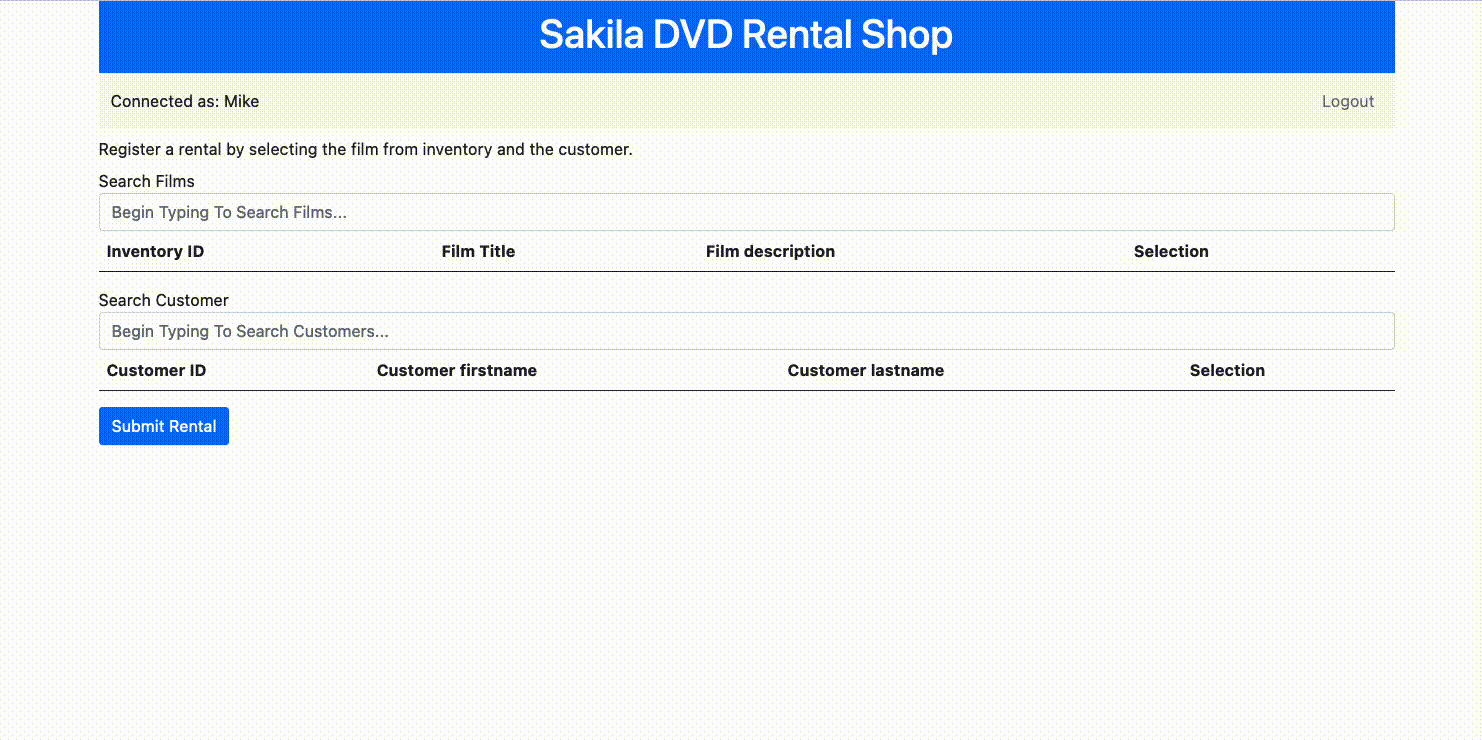 Sakila DVD Rental Shop
Connected as: Mike Logout
Register a rental by selecting the film from inventory and the customer.
Search Films
Begin Typing To Search Films...
Inventory ID Film Title Film description Selection
Search Customer
Begin Typing To Search Customers...
Customer ID Customer firstname Customer lastname Selection
Submit Rental